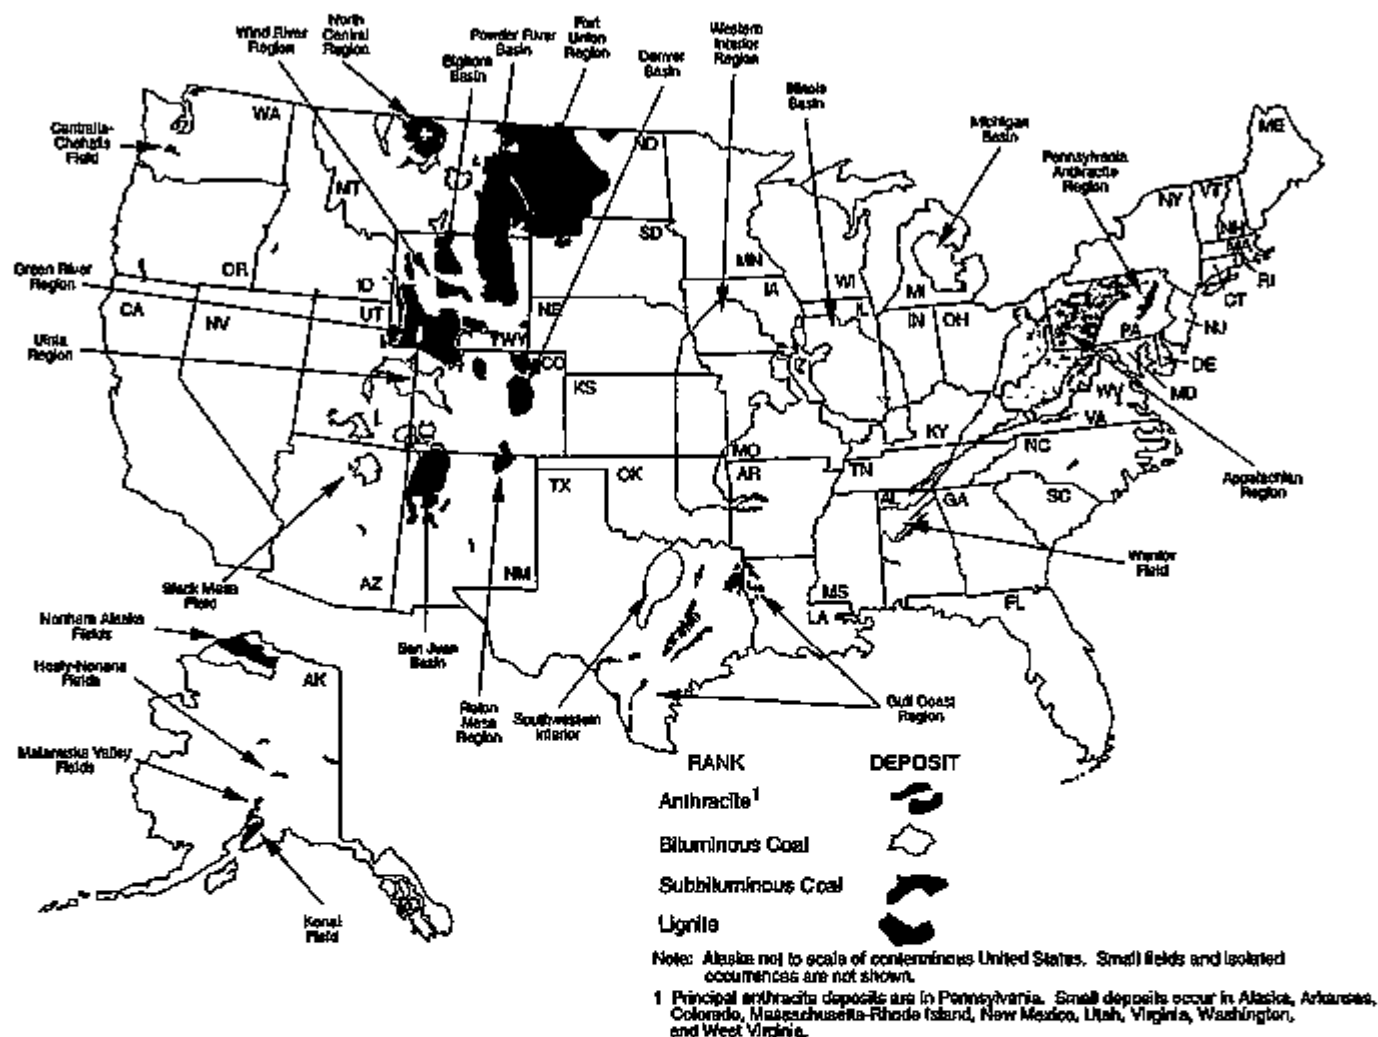 Wind River
Region
North
Central
Region
Bighorn
Basin
Powder River
Basin
Fort
Union
Region
Denver
Basin
Western
Interior
Region
Illinois
Basin
Michigan
Basin
Pennsylvania
Anthracite
Region
Centralia-
Chehalis
Field
Green River
Region
Uinta
Region
WA
MT
ND
ME
OR
ID
SD
MN
WI
MI
NY
VT
NH
MA
RI
CT
CA
NV
UT
WY
NE
IA
IL
IN
OH
PA
NJ
DE
MD
CO
KS
MO
KY
WV
VA
AZ
NM
TX
OK
AR
TN
NC
SC
AL
GA
MS
LA
FL
Appalachian
Region
Warrior
Field
Black Mesa
Field
San Juan
Basin
Raton
Mesa
Region
Southwestern
Interior
Gulf Coast
Region
Northern Alaska
Fields
Healy-Nenana
Fields
AK
Matanuska Valley
Fields
Kenai
Field
RANK DEPOSIT
Anthracite1
Bituminous Coal
Subbituminous Coal
Lignite
Note: Alaska not to scale of conterminous United States. Small fields and isolated
occurrences are not shown.
1 Principal anthracite deposits are in Pennsylvania. Small deposits occur in Alaska, Arkansas,
Colorado, Massachusetts-Rhode Island, New Mexico, Utah, Virginia, Washington,
and West Virginia.